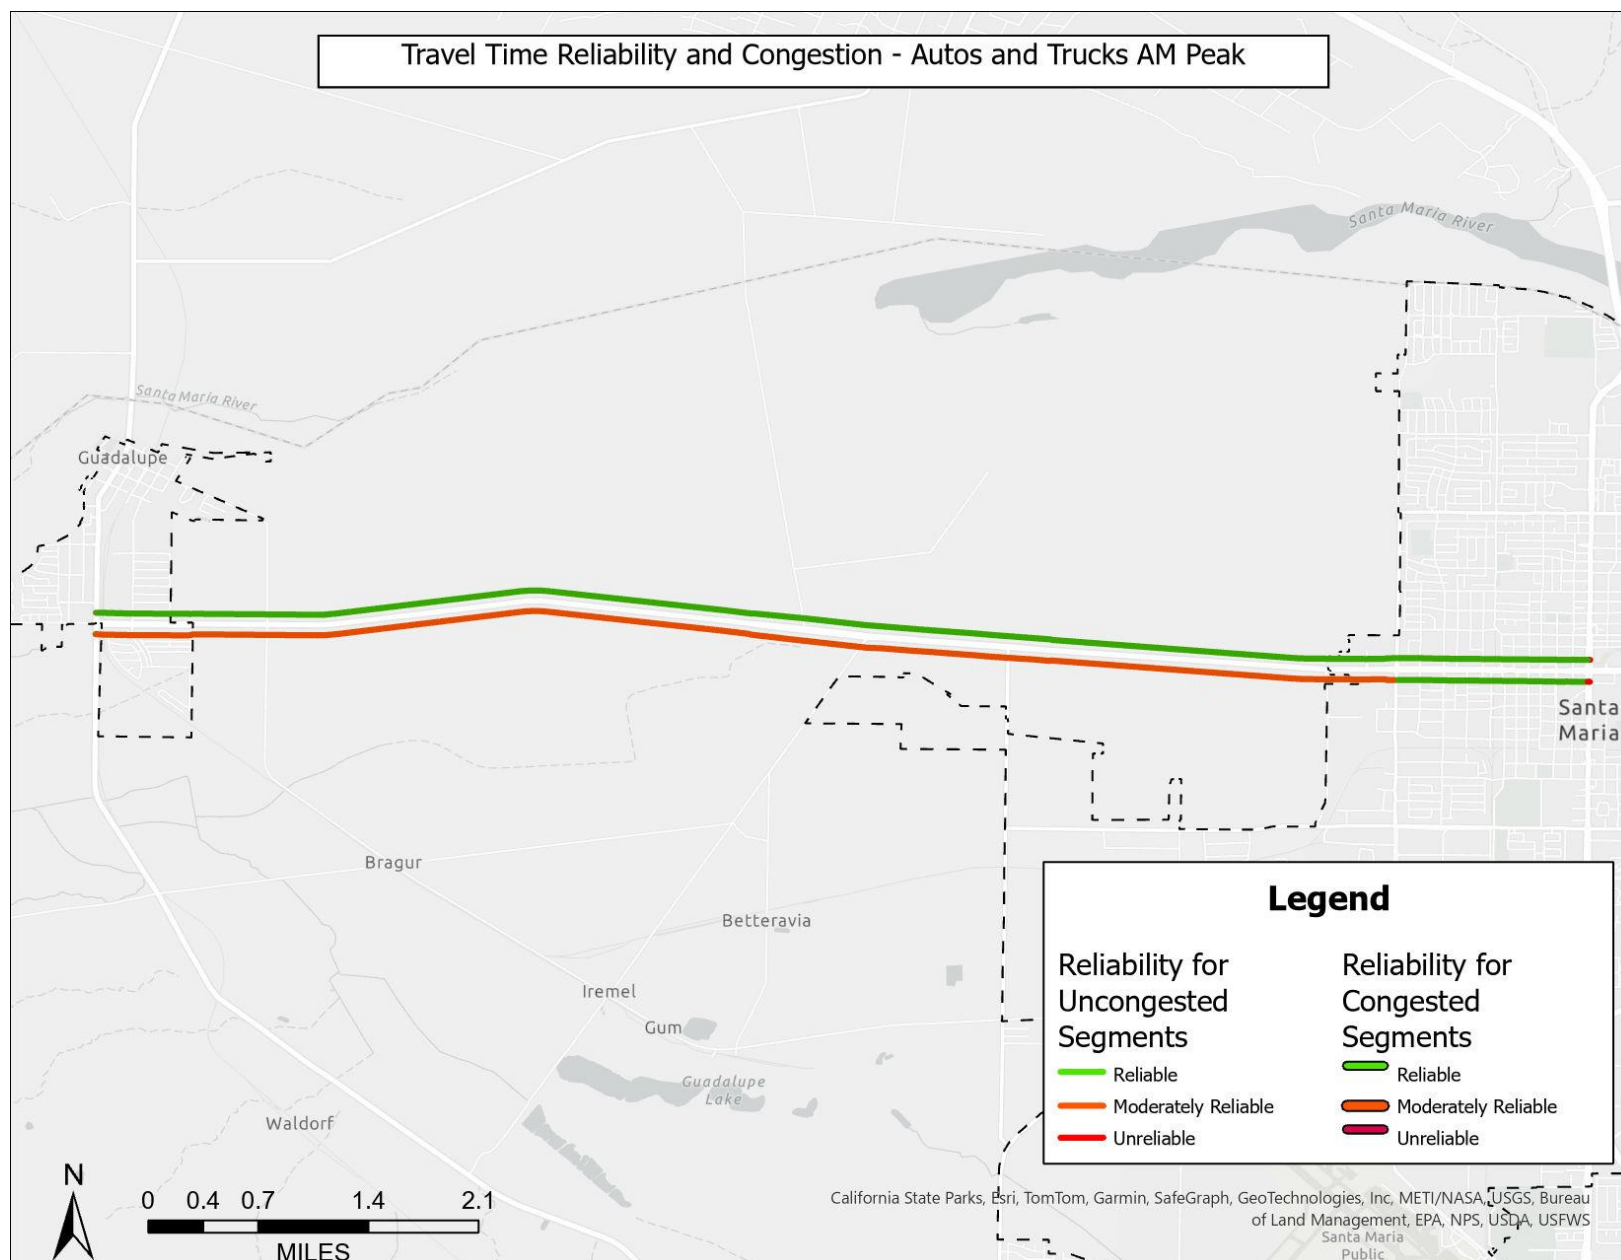 Travel Time Reliability and Congestion - Autos and Trucks AM Peak
Santa Maria River
Santa Maria River
Guadalupe
Santa
Maria
Bragur
Betteravia
Iremel
Gum
Guadalupe
Lake
Waldorf
Legend
Reliability for
Uncongested
Segments
Reliable
Moderately Reliable
Unreliable
Reliability for
Congested
Segments
Reliable
Moderately Reliable
Unreliable
N
0 0.4 0.7 1.4 2.1
MILES
California State Parks, Esri, TomTom, Garmin, SafeGraph, GeoTechnologies, Inc, METI/NASA, USGS, Bureau
of Land Management, EPA, NPS, USDA, USFWS
Santa Maria
Public